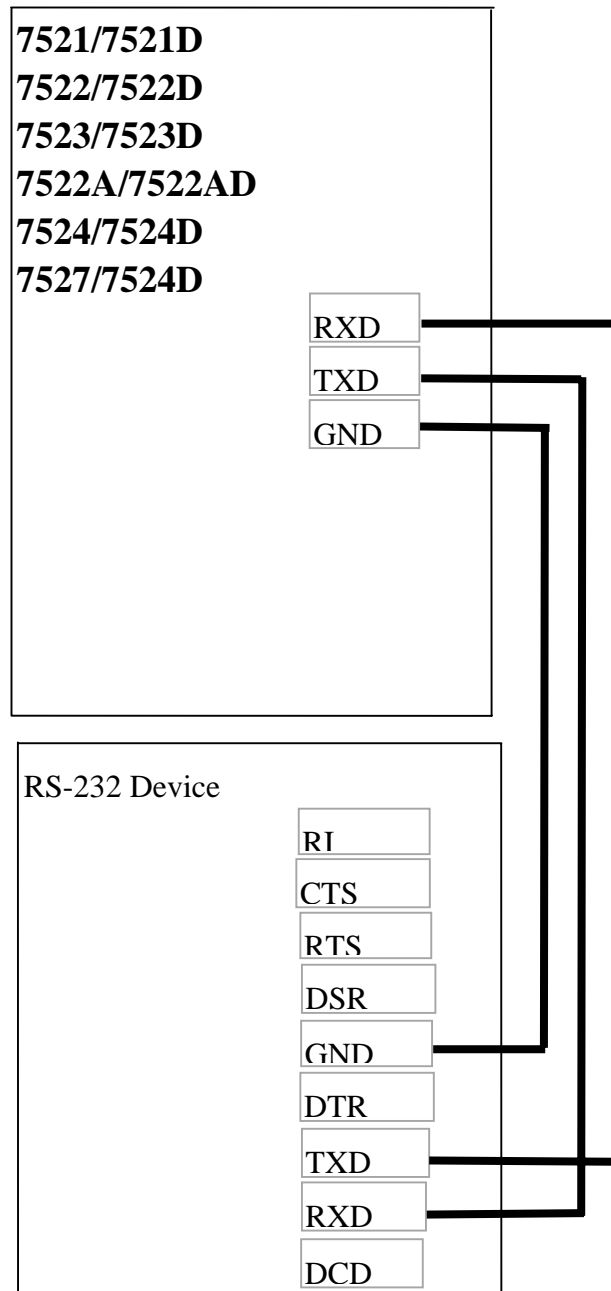 7521/7521D
7522/7522D
7523/7523D
7522A/7522AD
7524/7524D
7527/7524D
RXD
TXD
GND
RS-232 Device
RI
CTS
RTS
DSR
GND
DTR
TXD
RXD
DCD